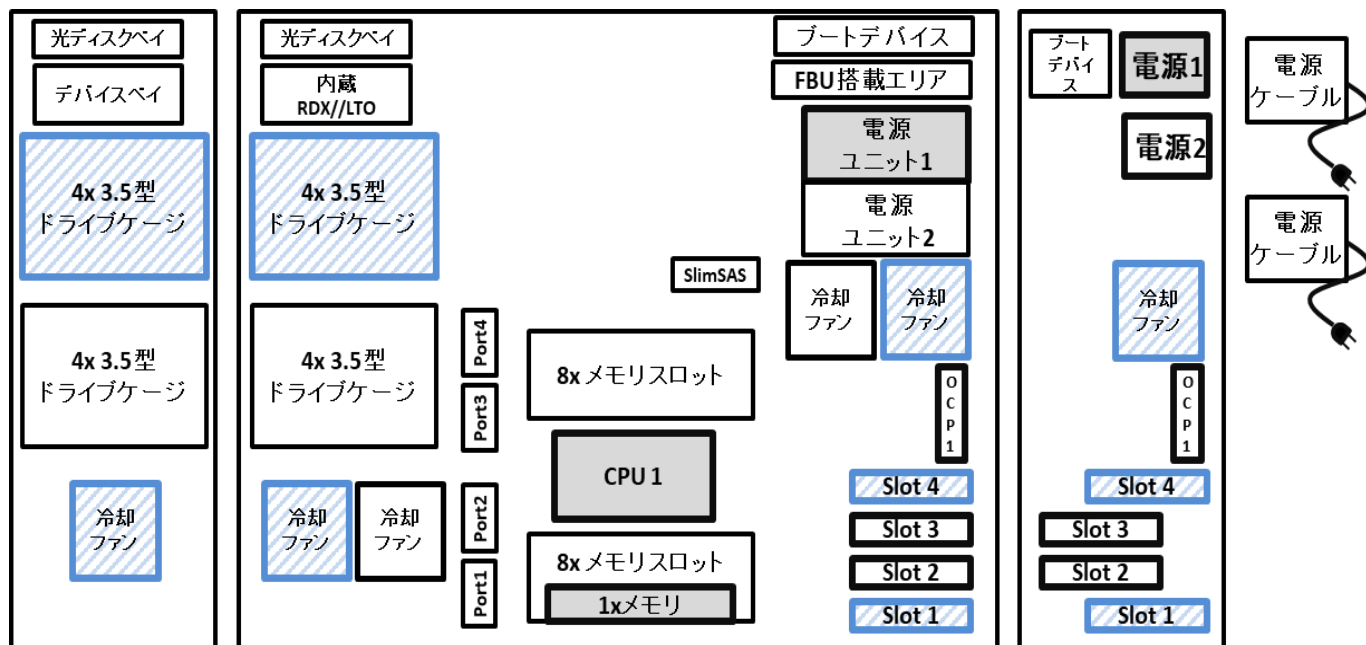 光ディスクベイ
デバイスベイ
4x 3.5型
ドライブケージ
4x 3.5型
ドライブケージ
冷却
ファン
光ディスクベイ
内蔵
RDX//LTO
4x 3.5型
ドライブケージ
4x 3.5型
ドライブケージ
冷却
ファン
冷却
ファン
Port4
Port3
Port2
Port1
SlimSAS
8xメモリスロット
CPU 1
8xメモリスロット
1xメモリ
ブートデバイス
FBU搭載エリア
電源
ユニット1
電源
ユニット2
冷却
ファン
冷却
ファン
OCP1
Slot 4
Slot 3
Slot 2
Slot 1
ブート
デバイ
ス
電源1
電源2
冷却
ファン
OCP1
Slot 4
Slot 3
Slot 2
Slot 1
電源
ケーブル
電源
ケーブル